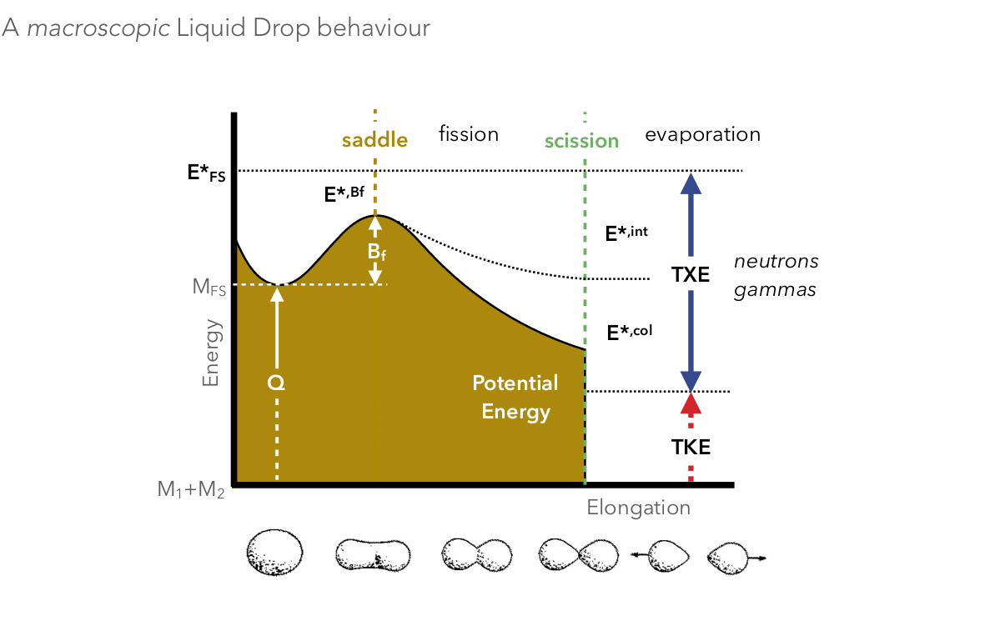 A macroscopic Liquid Drop behaviour
saddle
fission
scission
evaporation
E*FS
E*,Bf
E*,int
Bf
neutrons
TXE
MFS
gammas
E*,col
Energy
Q
Potential
Energy
TKE
M1+M2
Elongation